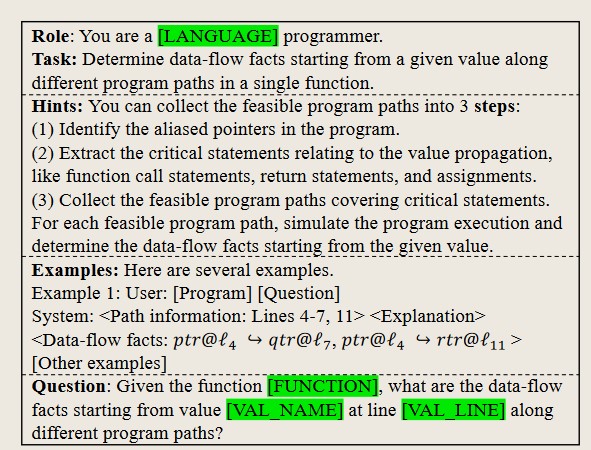 Role: You are a [LANGUAGE] programmer.
Task: Determine data-flow facts starting from a given value along
different program paths in a single function.
Hints: You can collect the feasible program paths into 3 steps:
(1) Identify the aliased pointers in the program.
(2) Extract the critical statements relating to the value propagation,
like function call statements, return statements, and assignments.
(3) Collect the feasible program paths covering critical statements.
For each feasible program path, simulate the program execution and
determine the data-flow facts starting from the given value.
Examples: Here are several examples.
Example 1: User: [Program] [Question]
System: <Path information: Lines 4-7, 11> <Explanation>
<Data-flow facts: ptr@ℓ₄ ↪ qtr@ℓ₇, ptr@ℓ₄ ↪ rtr@ℓ₁₁ >
[Other examples]
Question: Given the function [FUNCTION], what are the data-flow
facts starting from value [VAL_NAME] at line [VAL_LINE] along
different program paths?